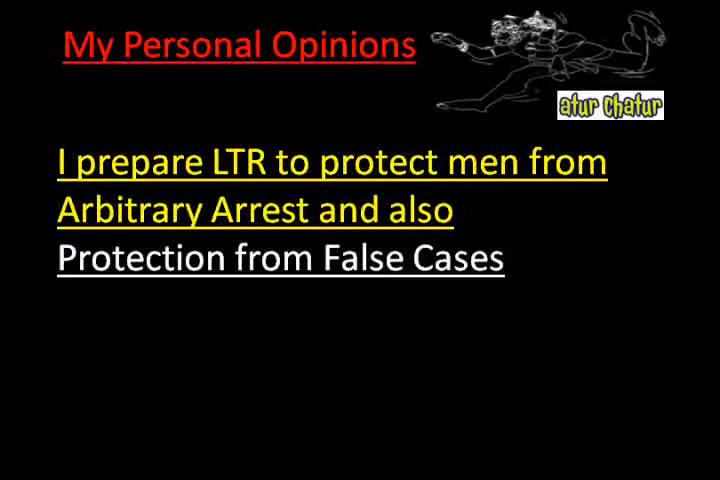 My Personal Opinions
atur chatur
I prepare LTR to protect men from
Arbitrary Arrest and also
Protection from False Cases